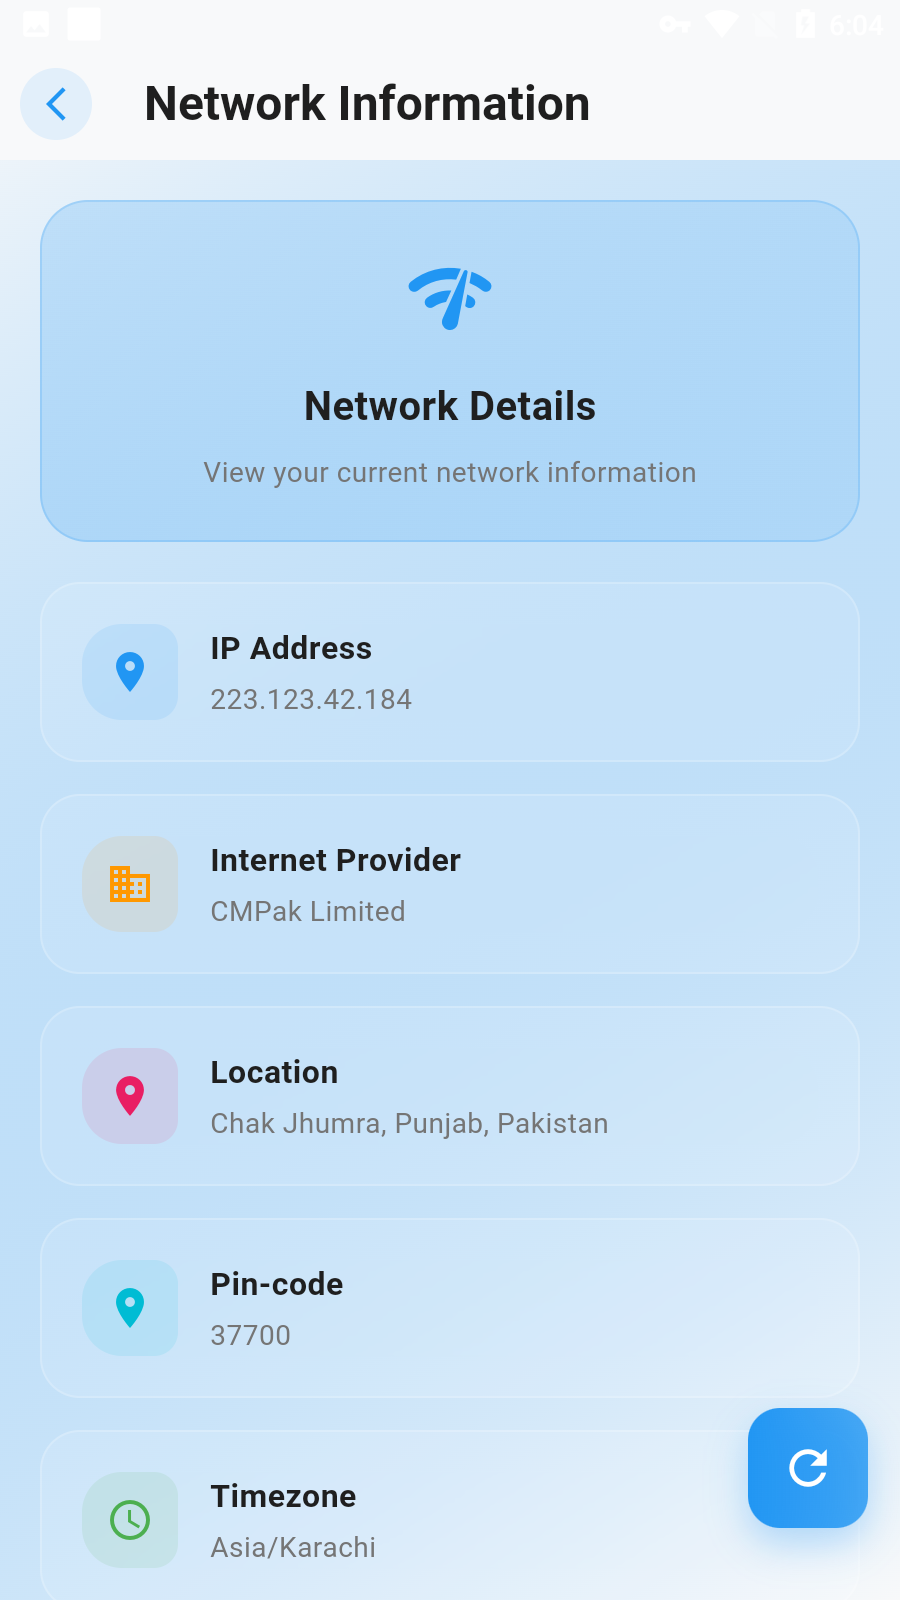 6:04
Network Information
Network Details
View your current network information
IP Address
223.123.42.184
Internet Provider
CMPak Limited
Location
Chak Jhumra, Punjab, Pakistan
Pin-code
37700
Timezone
Asia/Karachi